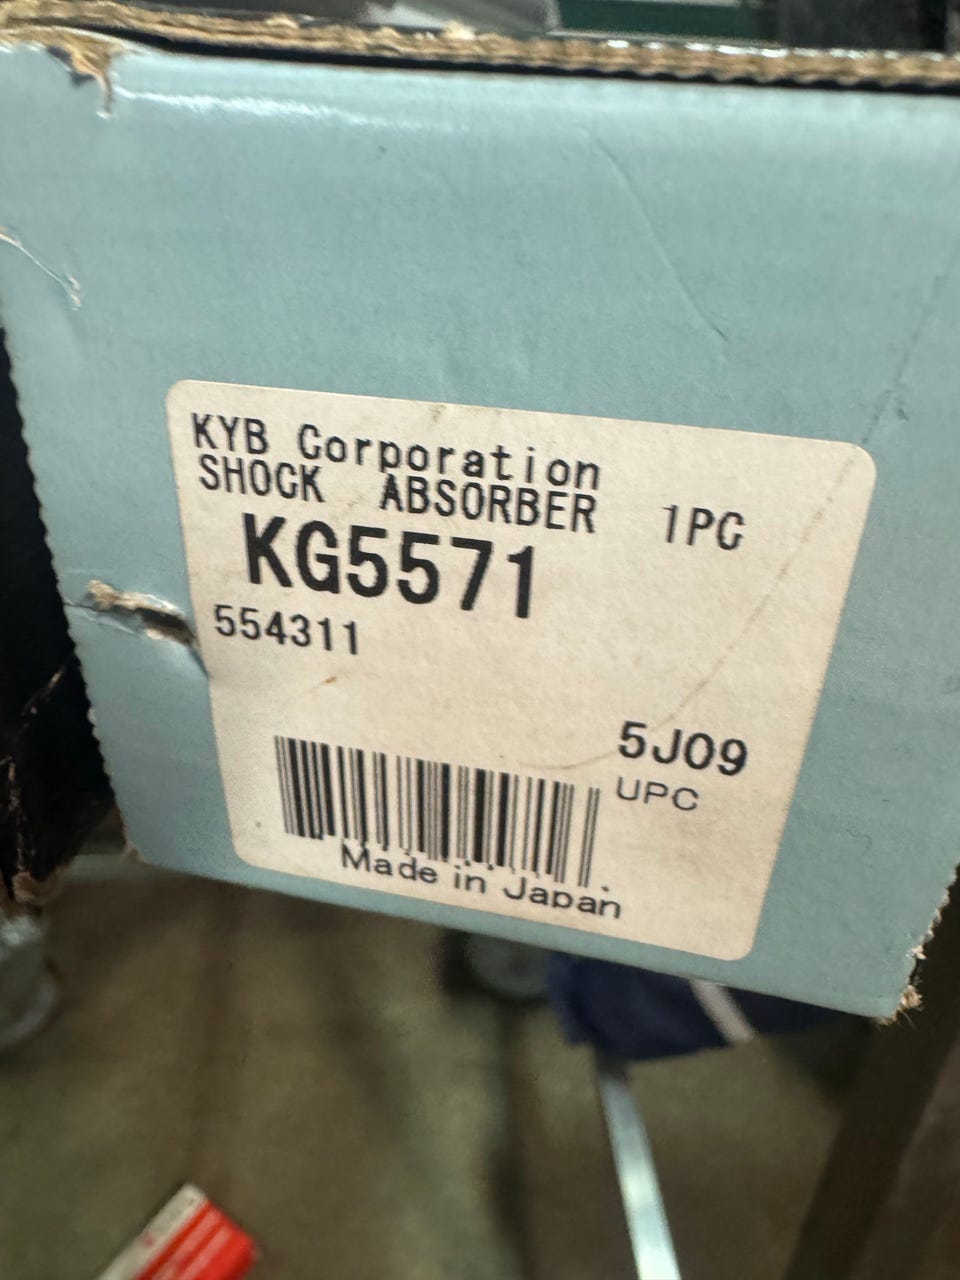 KYB Corporation
SHOCK ABSORBER 1PC
KG5571
554311
5J09
UPC
Made in Japan